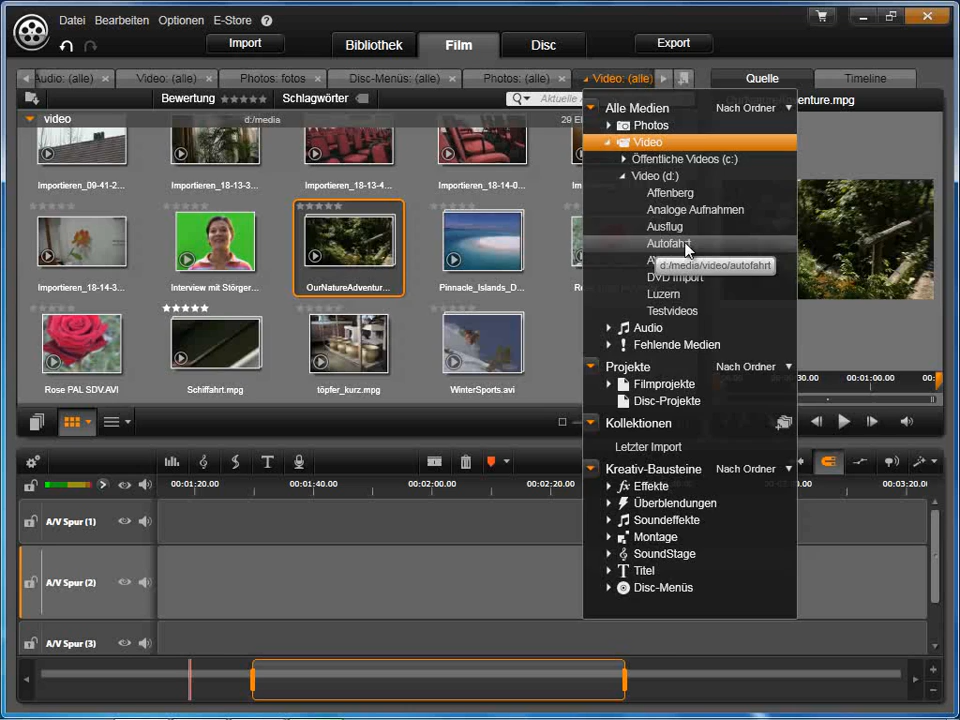 Datei Bearbeiten Optionen E-Store ?
Import Bibliothek Film Disc Export
Audio: (alle) × Video: (alle) × Photos: fotos × Disc-Menüs: (alle) × Photos: (alle) × Video: (alle) Quelle Timeline
Bewertung Schlagwörter Aktuelle
enture.mpg
video d:/media 29
Importieren_09-41-2... Importieren_18-13-3... Importieren_18-13-4... Importieren_18-14-0...
Importieren_18-14-3... Interview mit Störger... OurNatureAdventur... Pinnacle_Islands_D...
Rose PAL SDV.AVI Schiffahrt.mpg töpfer_kurz.mpg WinterSports.avi
Alle Medien Nach Ordner
Photos
Video
Öffentliche Videos (c:)
Video (d:)
Affenberg
Analoge Aufnahmen
Ausflug
Autofahrt
d:/media/video/autofahrt
DVD Import
Luzern
Testvideos
Audio
Fehlende Medien
Projekte Nach Ordner
Filmprojekte
Disc-Projekte
Kollektionen
Letzter Import
Kreativ-Bausteine Nach Ordner
fx Effekte
Überblendungen
Soundeffekte
Montage
SoundStage
Titel
Disc-Menüs
00:01:00.00
00:01:20.00 00:01:40.00 00:02:00.00 00:02:20.00 00:03:20.0
A/V Spur (1)
A/V Spur (2)
A/V Spur (3)